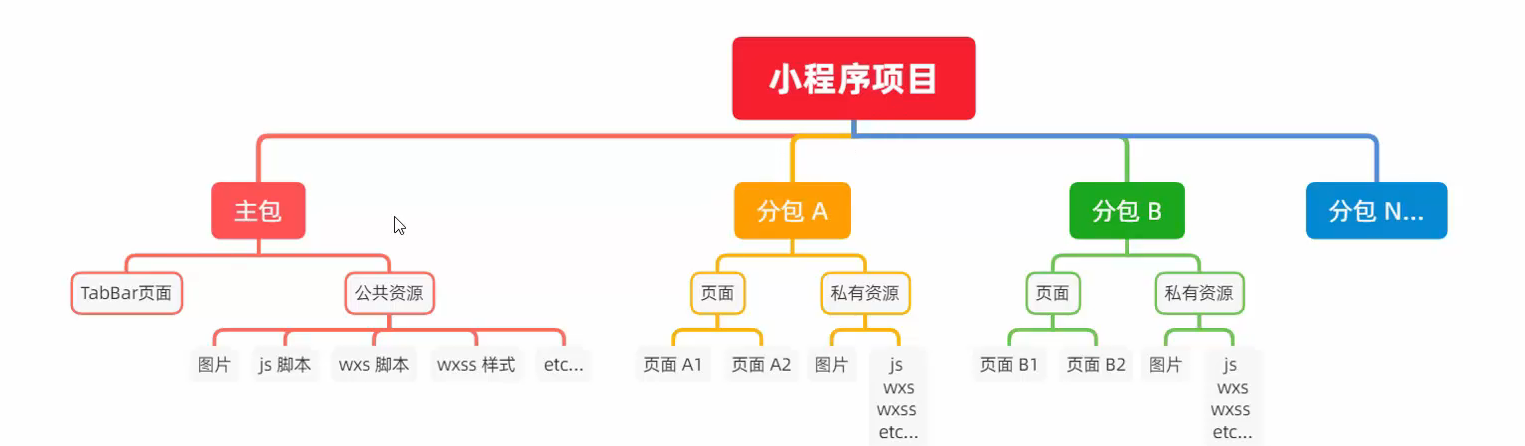 小程序项目
主包
分包 A
分包 B
分包 N...
TabBar页面
公共资源
页面
私有资源
页面
私有资源
图片
js 脚本
wxs 脚本
wxss 样式
etc...
页面 A1
页面 A2
图片
js
wxs
wxss
etc...
页面 B1
页面 B2
图片
js
wxs
wxss
etc...